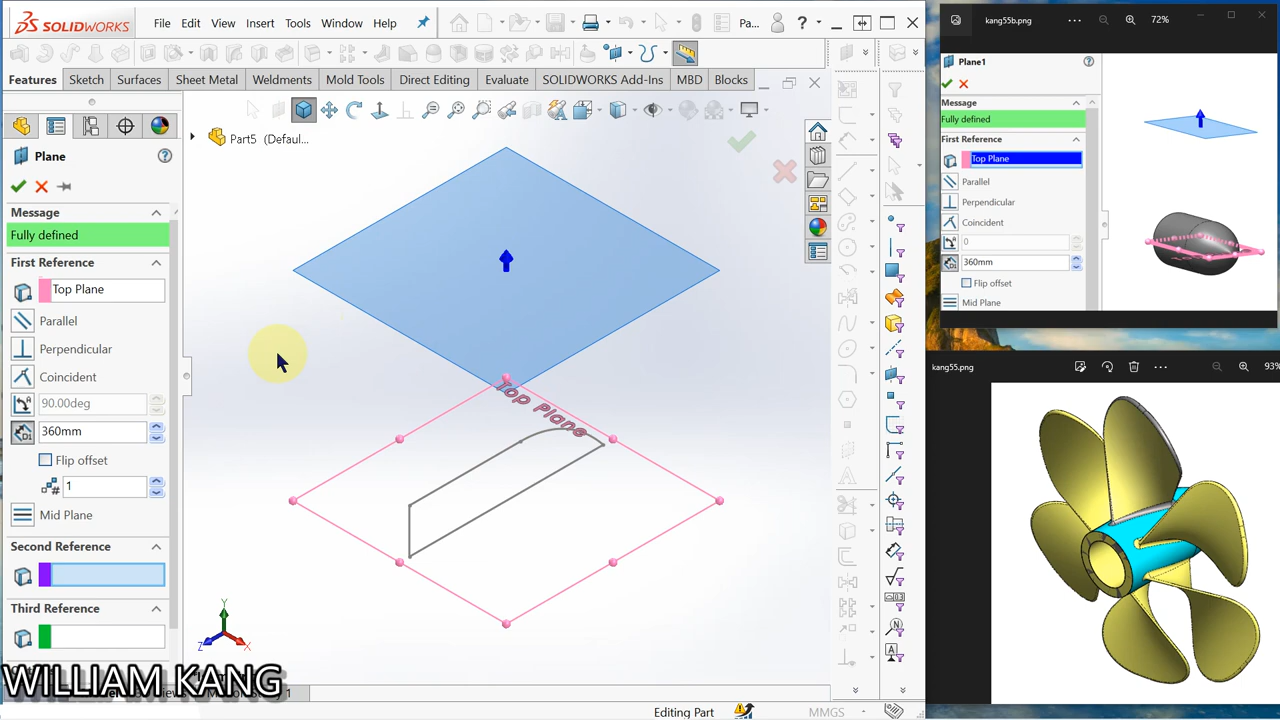 SOLIDWORKS
File
Edit
View
Insert
Tools
Window
Help
Pa...
?
Features
Sketch
Surfaces
Sheet Metal
Weldments
Mold Tools
Direct Editing
Evaluate
SOLIDWORKS Add-Ins
MBD
Blocks
Part5 (Defaul...
Plane
Message
Fully defined
First Reference
Top Plane
Parallel
Perpendicular
Coincident
90.00deg
360mm
Flip offset
1
Mid Plane
Second Reference
Third Reference
Top Plane
Y
Z
X
WILLIAM KANG
Editing Part
MMGS
kang55b.png
72%
Plane1
Message
Fully defined
First Reference
Top Plane
Parallel
Perpendicular
Coincident
0
360mm
Flip offset
Mid Plane
kang55.png
93%